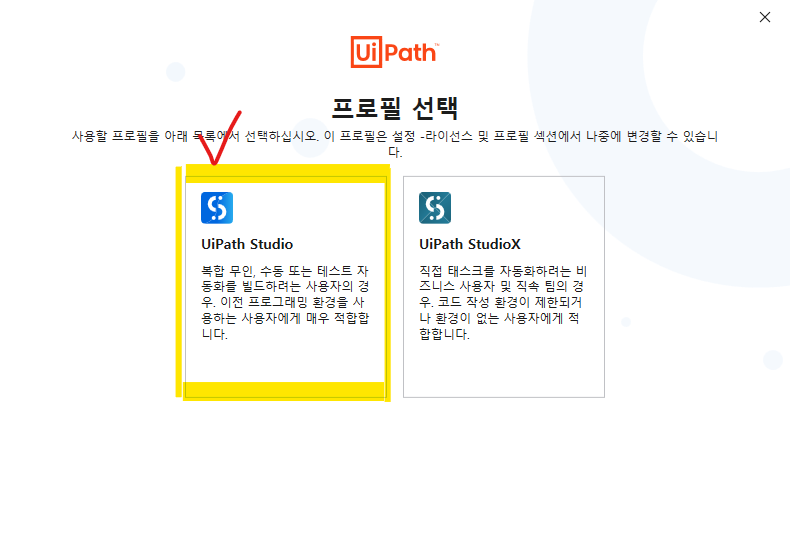 UiPath™
프로필 선택
사용할 프로필을 아래 목록에서 선택하십시오. 이 프로필은 설정 -라이선스 및 프로필 섹션에서 나중에 변경할 수 있습니
다.
UiPath Studio
복합 무인, 수동 또는 테스트 자
동화를 빌드하려는 사용자의 경
우. 이전 프로그래밍 환경을 사
용하는 사용자에게 매우 적합합
니다.
UiPath StudioX
직접 태스크를 자동화하려는 비
즈니스 사용자 및 직속 팀의 경
우. 코드 작성 환경이 제한되거
나 환경이 없는 사용자에게 적
합합니다.